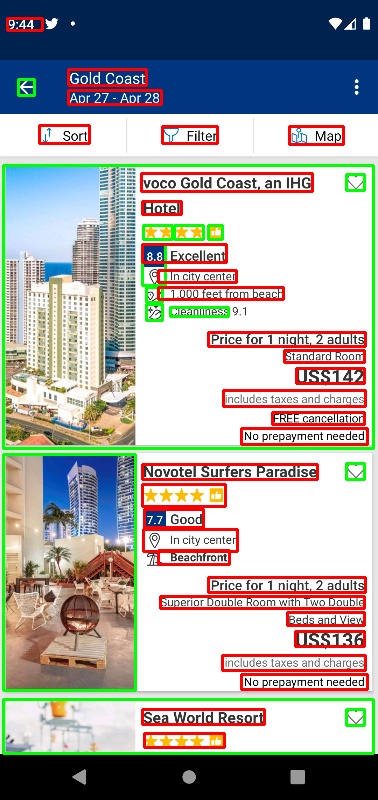 9:44
Gold Coast
Apr 27 - Apr 28
Sort
Filter
Map
voco Gold Coast, an IHG
Hotel
8.8 Excellent
In city center
1,000 feet from beach
Cleanliness 9.1
Price for 1 night, 2 adults
Standard Room
US$142
includes taxes and charges
FREE cancellation
No prepayment needed
Novotel Surfers Paradise
7.7 Good
In city center
Beachfront
Price for 1 night, 2 adults
Superior Double Room with Two Double
Beds and View
US$136
includes taxes and charges
No prepayment needed
Sea World Resort